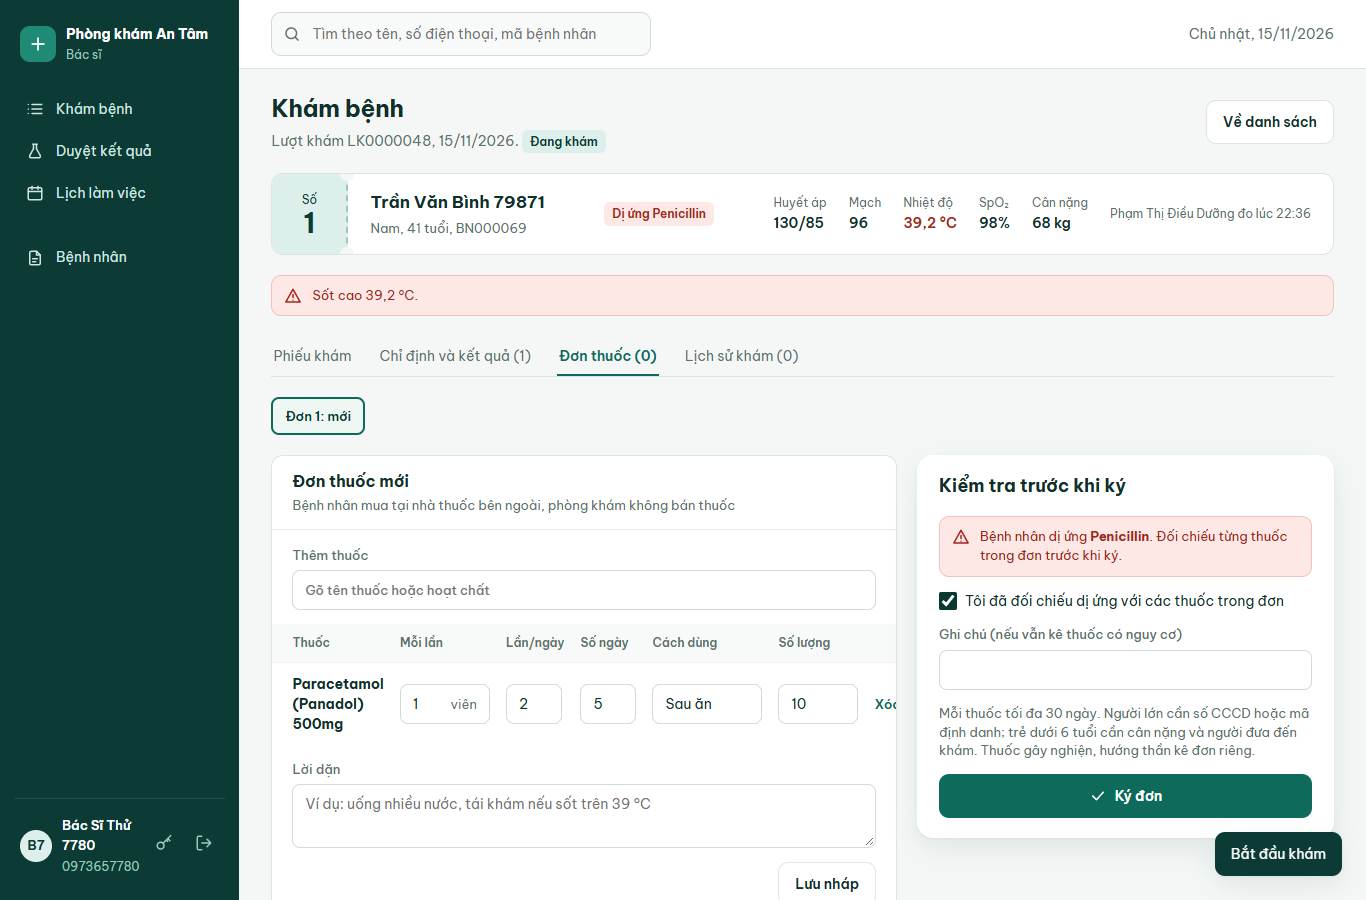 Phòng khám An Tâm
Bác sĩ
Khám bệnh
Duyệt kết quả
Lịch làm việc
Bệnh nhân
B7
Bác Sĩ Thử
7780
0973657780
Tìm theo tên, số điện thoại, mã bệnh nhân
Chủ nhật, 15/11/2026
Khám bệnh
Lượt khám LK0000048, 15/11/2026. Đang khám
Về danh sách
Số
1
Trần Văn Bình 79871
Nam, 41 tuổi, BN000069
Dị ứng Penicillin
Huyết áp
130/85
Mạch
96
Nhiệt độ
39,2 °C
SpO₂
98%
Cân nặng
68 kg
Phạm Thị Điều Dưỡng đo lúc 22:36
Sốt cao 39,2 °C.
Phiếu khám
Chỉ định và kết quả (1)
Đơn thuốc (0)
Lịch sử khám (0)
Đơn 1: mới
Đơn thuốc mới
Bệnh nhân mua tại nhà thuốc bên ngoài, phòng khám không bán thuốc
Thêm thuốc
Gõ tên thuốc hoặc hoạt chất
Thuốc Mỗi lần Lần/ngày Số ngày Cách dùng Số lượng
Paracetamol
(Panadol)
500mg
1 viên 2 5 Sau ăn 10
Lời dặn
Ví dụ: uống nhiều nước, tái khám nếu sốt trên 39 °C
Lưu nháp
Kiểm tra trước khi ký
Bệnh nhân dị ứng Penicillin. Đối chiếu từng thuốc
trong đơn trước khi ký.
Tôi đã đối chiếu dị ứng với các thuốc trong đơn
Ghi chú (nếu vẫn kê thuốc có nguy cơ)
Mỗi thuốc tối đa 30 ngày. Người lớn cần số CCCD hoặc mã
định danh; trẻ dưới 6 tuổi cần cân nặng và người đưa đến
khám. Thuốc gây nghiện, hướng thần kê đơn riêng.
Ký đơn
Bắt đầu khám